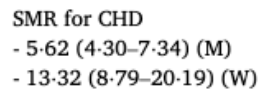 SMR for CHD
- 5·62 (4·30–7·34) (M)
- 13·32 (8·79–20·19) (W)